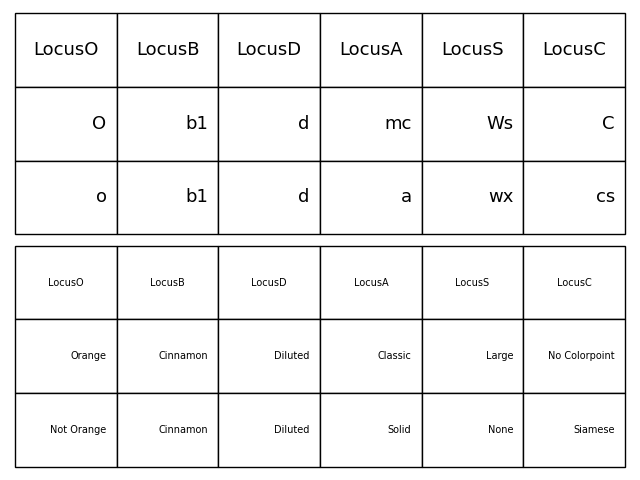 LocusO LocusB LocusD LocusA LocusS LocusC
O b1 d mc Ws C
o b1 d a wx cs
LocusO LocusB LocusD LocusA LocusS LocusC
Orange Cinnamon Diluted Classic Large No Colorpoint
Not Orange Cinnamon Diluted Solid None Siamese